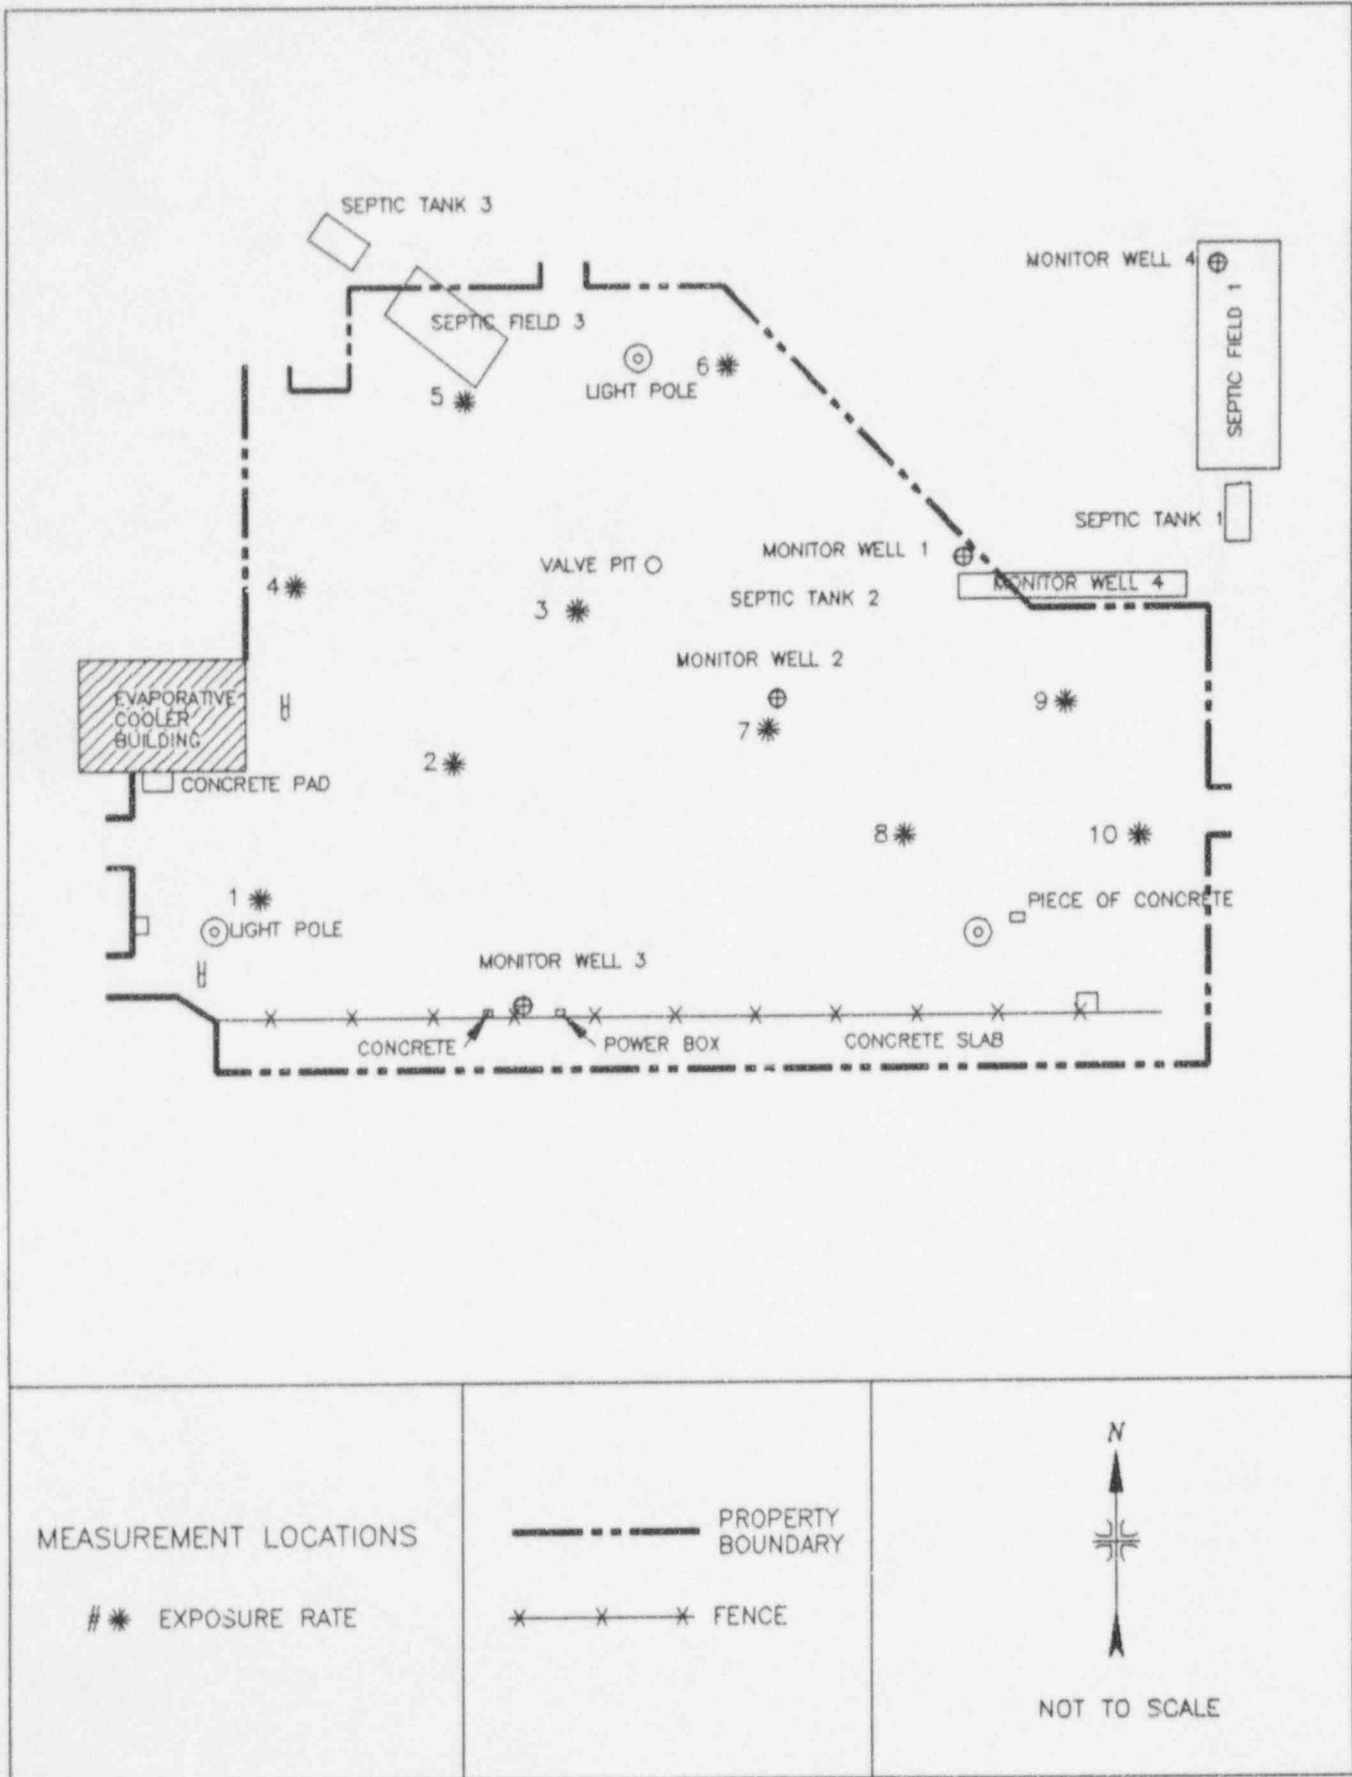 SEPTIC TANK 3
MONITOR WELL 4
SEPTIC FIELD 1
SEPTIC FIELD 3
6
LIGHT POLE
5
SEPTIC TANK 1
MONITOR WELL 1
VALVE PIT
4
MONITOR WELL 4
SEPTIC TANK 2
3
MONITOR WELL 2
EVAPORATIVE
COOLER
BUILDING
9
7
2
CONCRETE PAD
8
10
1
PIECE OF CONCRETE
LIGHT POLE
MONITOR WELL 3
CONCRETE
POWER BOX
CONCRETE SLAB
MEASUREMENT LOCATIONS
# EXPOSURE RATE
PROPERTY
BOUNDARY
FENCE
N
NOT TO SCALE